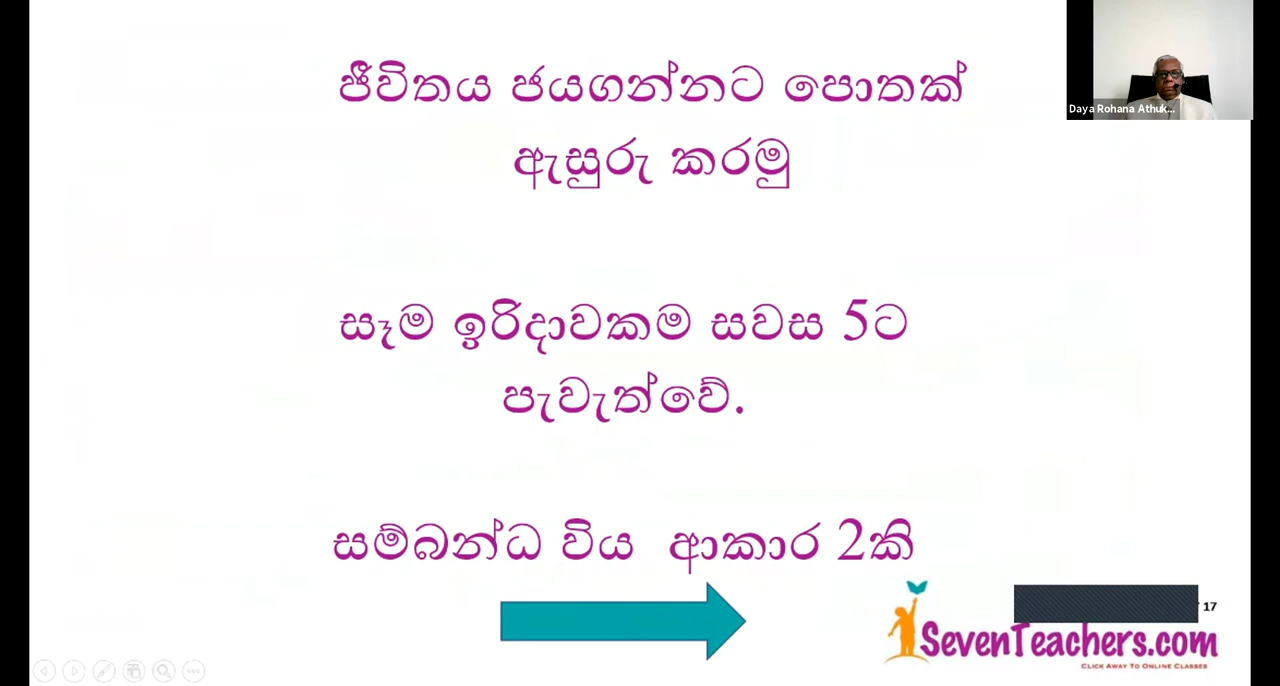 ජීවිතය ජයගන්නට පොතක්
ඇසුරු කරමු
සෑම ඉරිදාවකම සවස 5ට
පැවැත්වේ.
සම්බන්ධ විය  ආකාර 2කි
Daya Rohana Athuk...
17
SevenTeachers.com
CLICK AWAY TO ONLINE CLASSES